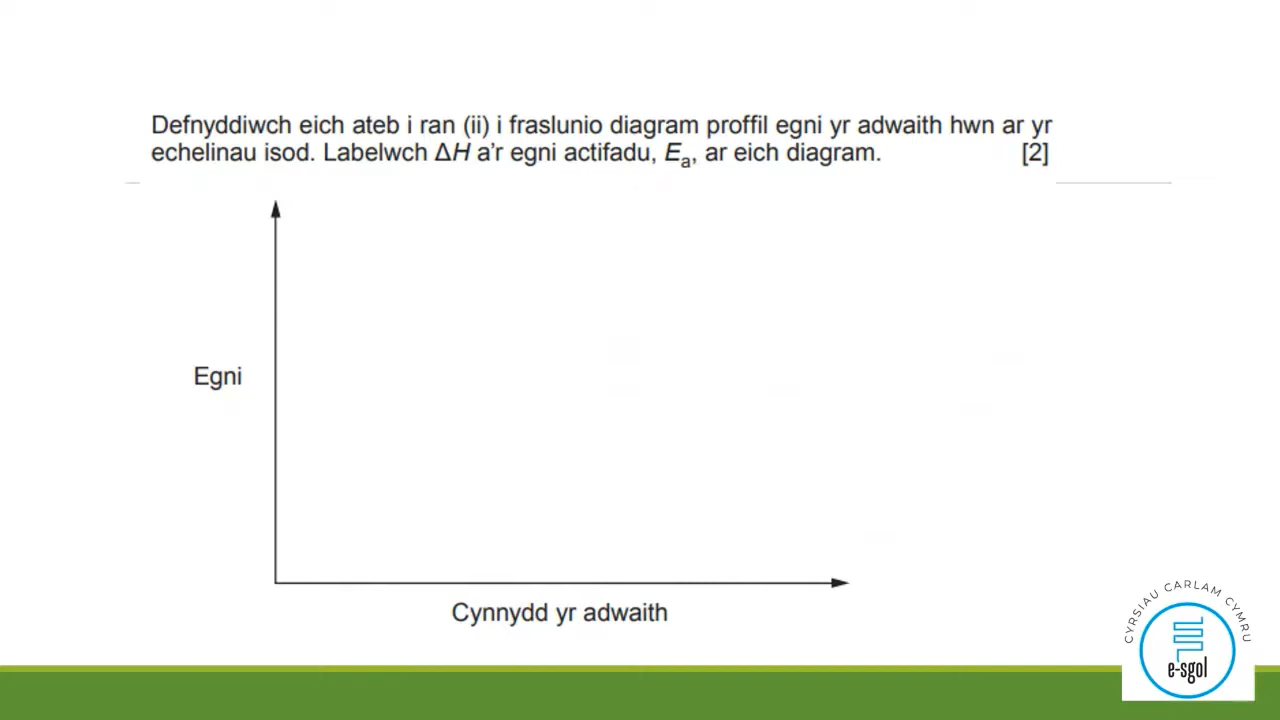 Defnyddiwch eich ateb i ran (ii) i fraslunio diagram proffil egni yr adwaith hwn ar yr
echelinau isod. Labelwch ΔH a'r egni actifadu, Ea, ar eich diagram. [2]
Egni
Cynnydd yr adwaith
CYRSIAU CARLAM CYMRU
e-sgol